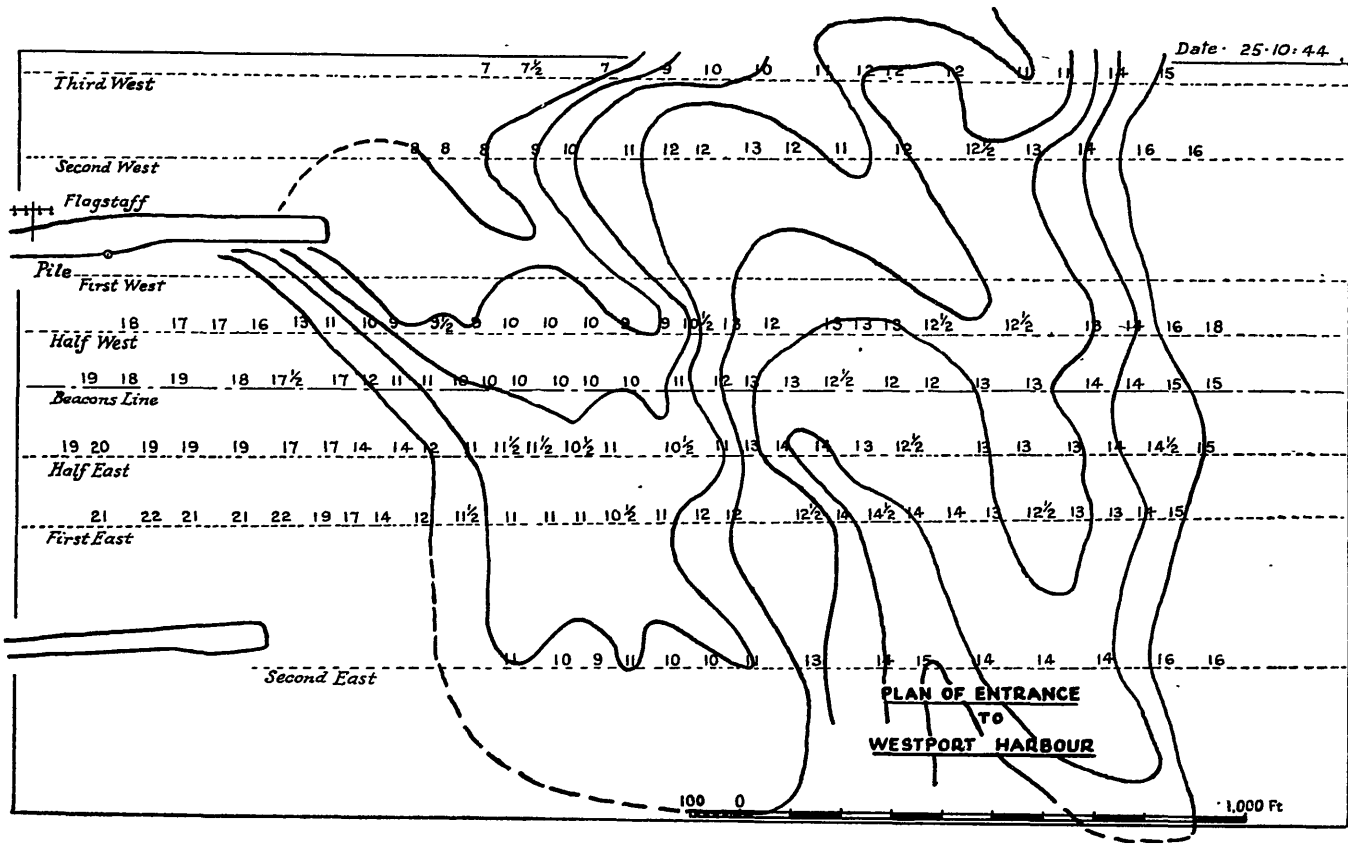 Date. 25.10:44
7 7½ 7 9 10 10 11 12 12 12 11 11 14 15
Third West
8 8 8 9 10 11 12 12 13 12 11 12 12½ 13 14 16 16
Second West
Flagstaff
Pile
First West
18 17 17 16 13 11 10 9 9½ 9 10 10 10 9 9 10½ 13 12 13 13 13 12½ 12½ 13 14 16 18
Half West
19 18 19 18 17½ 17 12 11 11 10 10 10 10 10 10 11 12 13 13 12½ 12 12 13 13 14 14 15 15
Beacons Line
19 20 19 19 19 17 17 14 14 12 11 11½ 11½ 10½ 11 10½ 11 13 14 14 13 12½ 13 13 13 14 14½ 15
Half East
21 22 21 21 22 19 17 14 12 11½ 11 11 11 10½ 11 12 12 12½ 14 14½ 14 14 13 12½ 13 13 14 15
First East
11 10 9 11 10 10 11 13 14 15 14 14 14 16 16
Second East
PLAN OF ENTRANCE
TO
WESTPORT HARBOUR
100 0 1,000 Ft